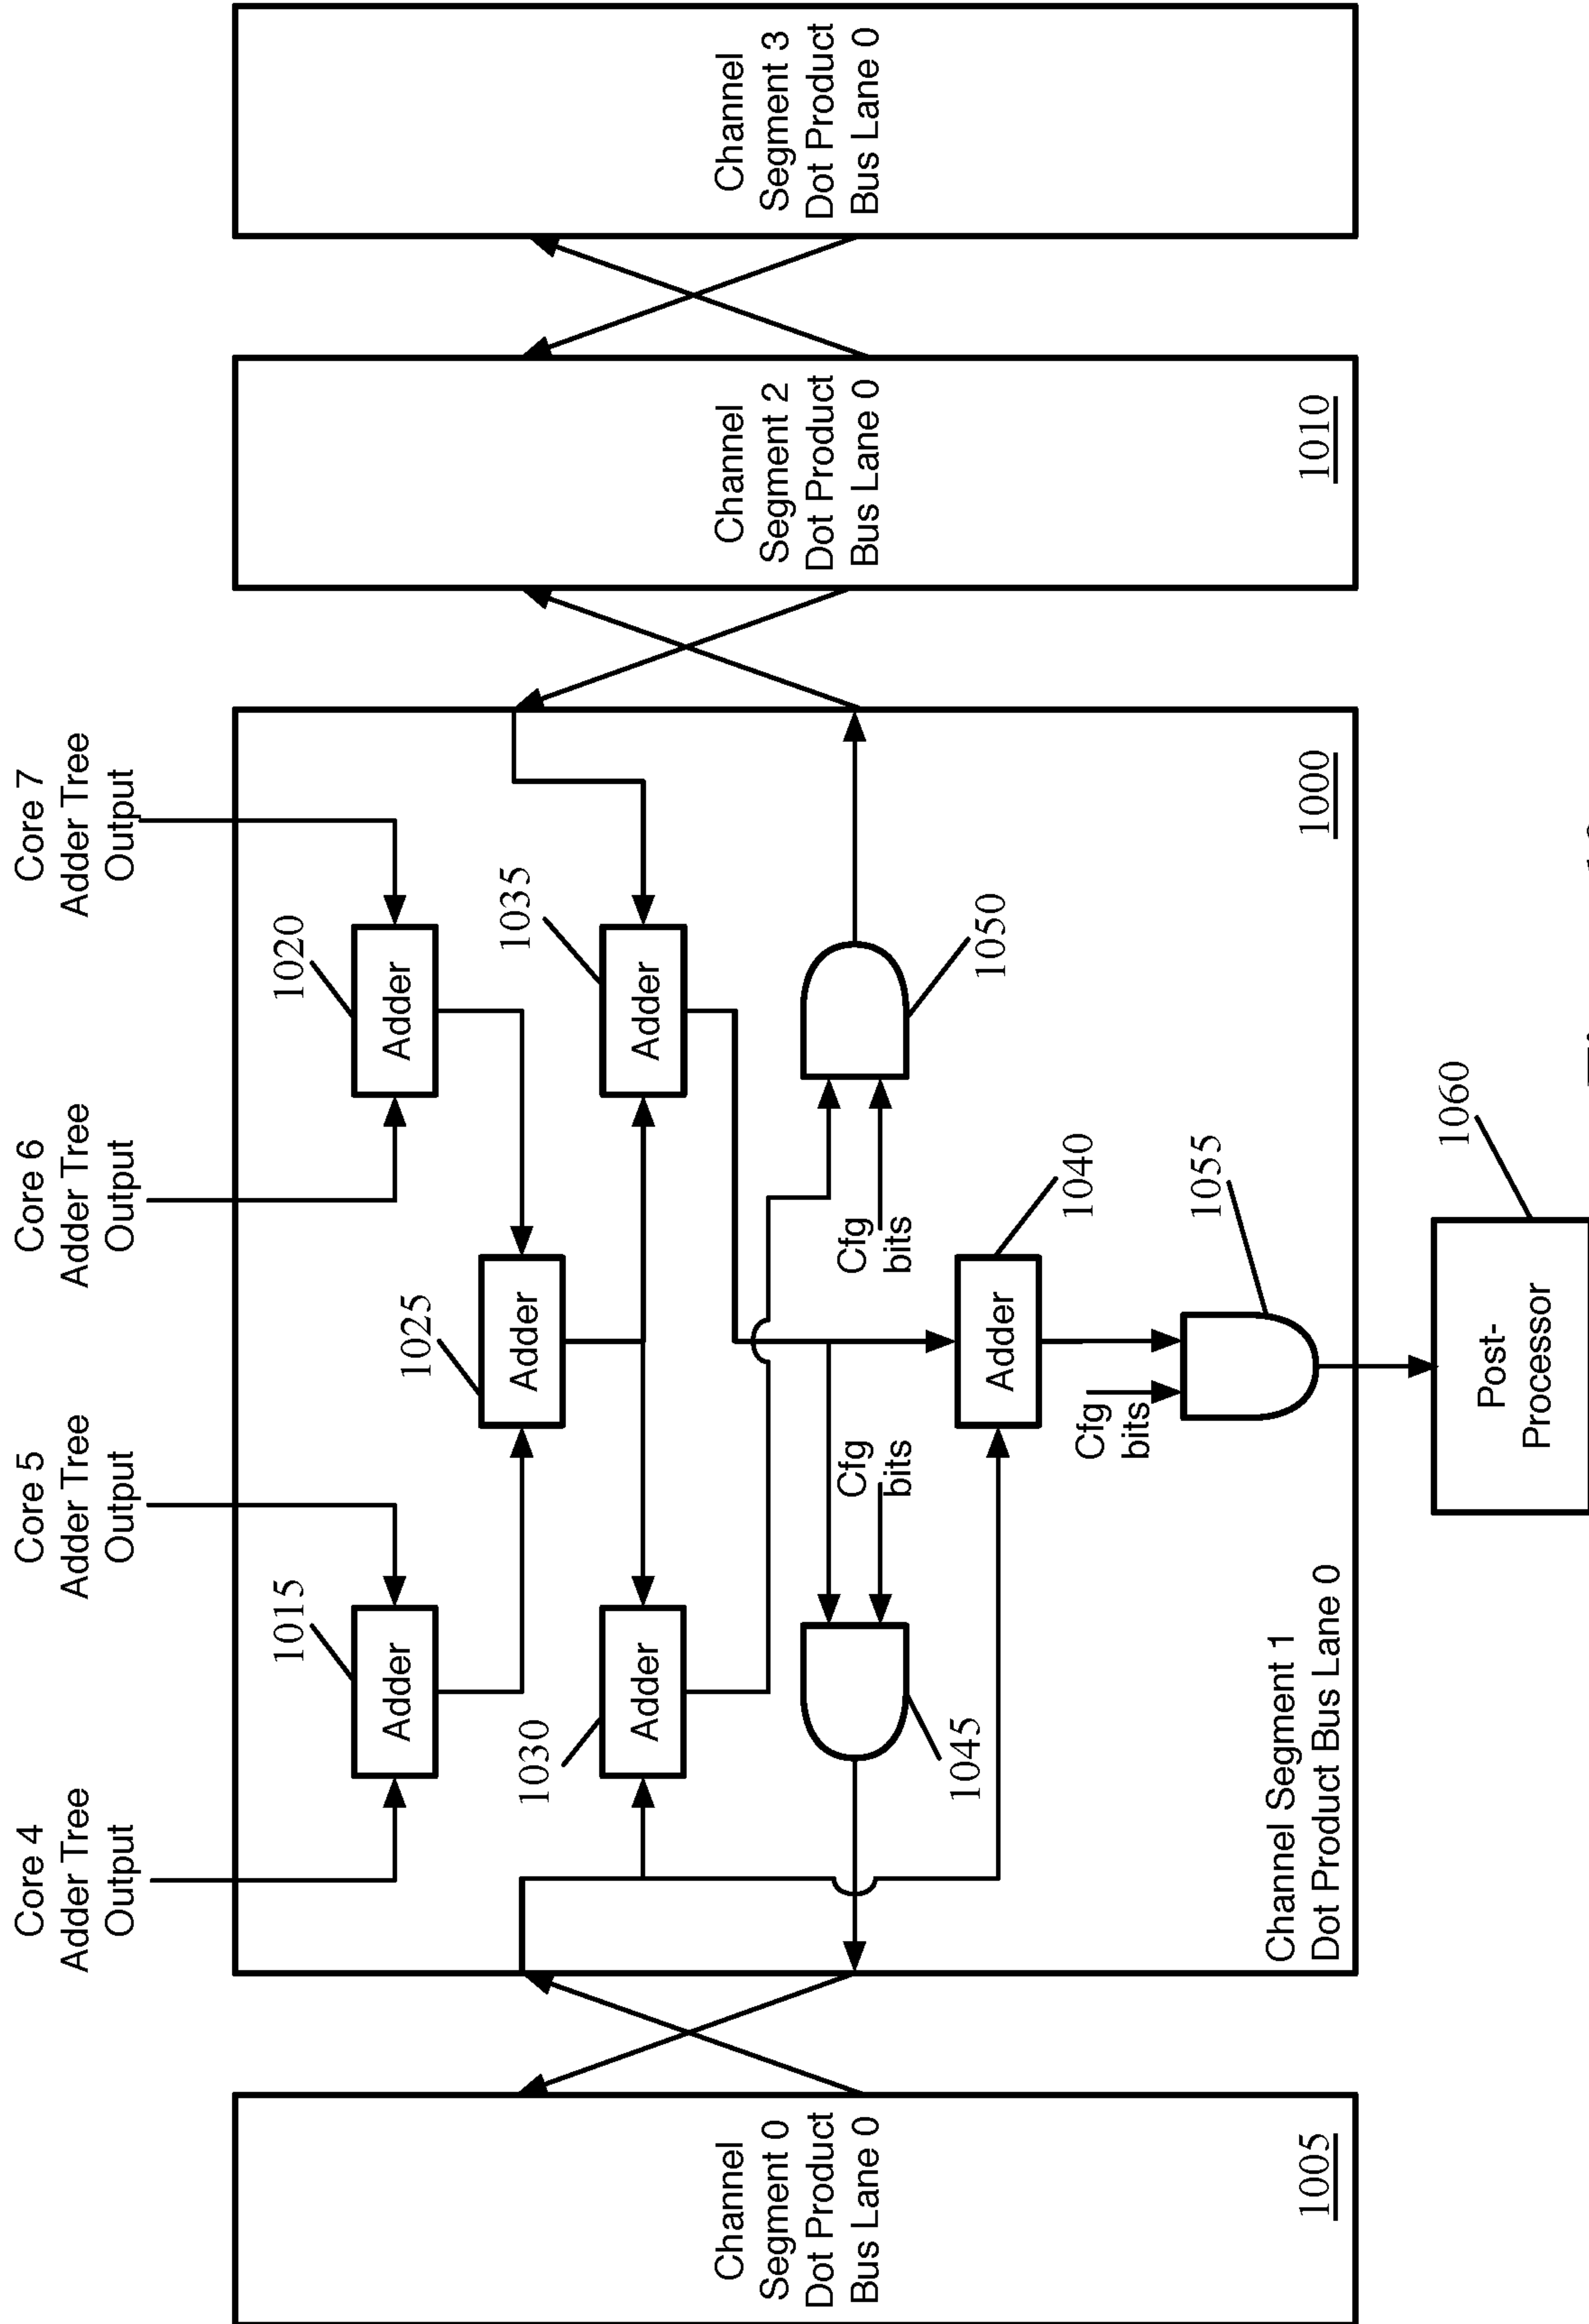 Core 4
Adder Tree
Output
Core 5
Adder Tree
Output
Core 6
Adder Tree
Output
Core 7
Adder Tree
Output
1015
Adder
1020
Adder
1025
Adder
1030
Adder
1035
Adder
Channel
Segment 0
Dot Product
Bus Lane 0
1005
Cfg
bits
1045
Cfg
bits
1050
Adder
1040
Cfg
bits
1055
Channel Segment 1
Dot Product Bus Lane 0
1000
Channel
Segment 2
Dot Product
Bus Lane 0
1010
Channel
Segment 3
Dot Product
Bus Lane 0
Post-
Processor
1060